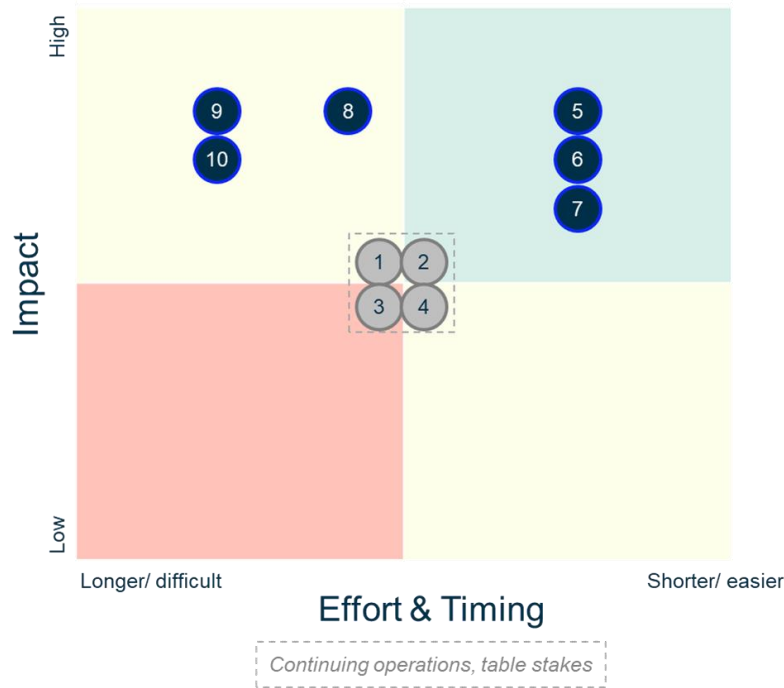 High
9
8
5
10
6
7
1
2
3
4
Impact
Low
Longer/ difficult
Shorter/ easier
Effort & Timing
Continuing operations, table stakes